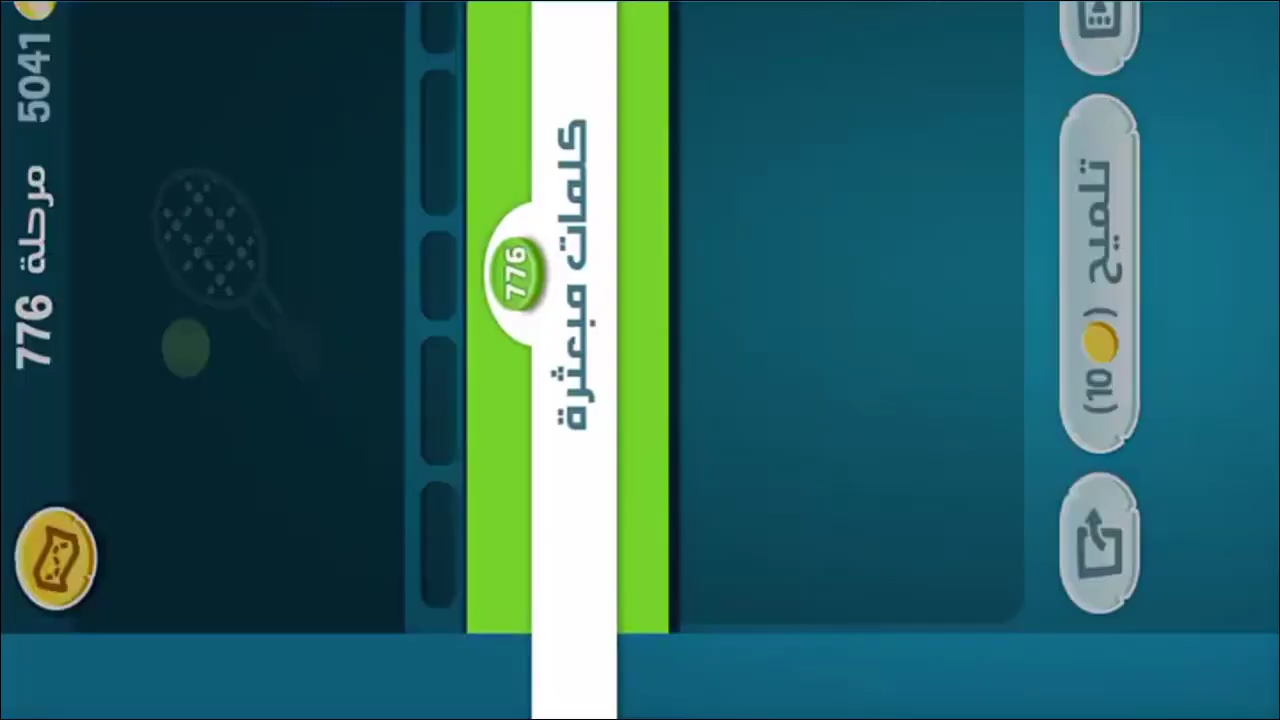 مرحلة 776
5041
776
كلمات مبعثرة
تلميح (10)